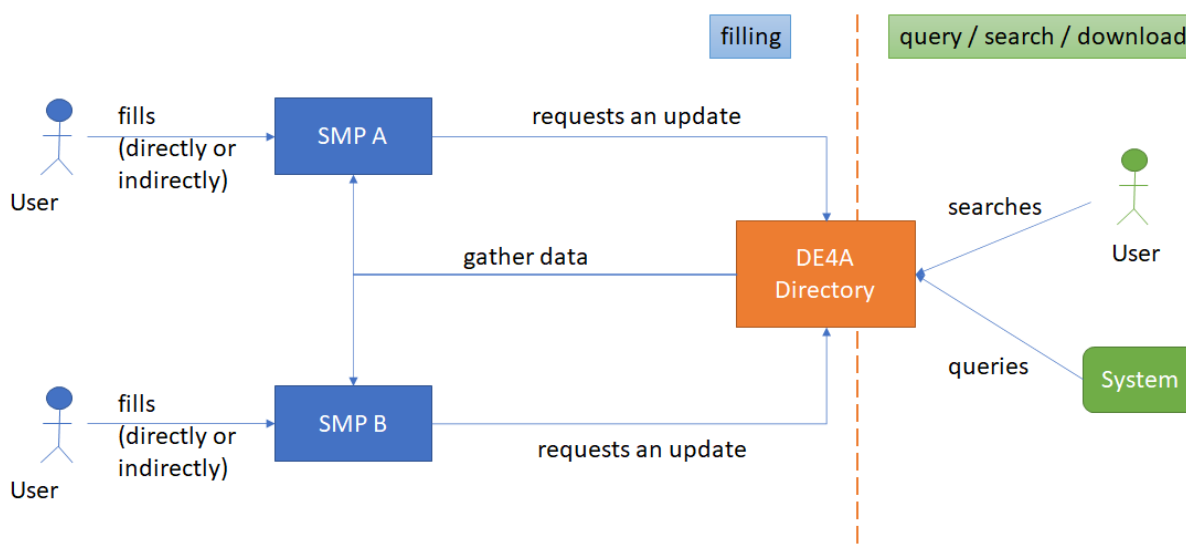 filling
query / search / download
fills
(directly or
indirectly)
User
SMP A
requests an update
searches
User
gather data
DE4A
Directory
queries
System
fills
(directly or
indirectly)
User
SMP B
requests an update